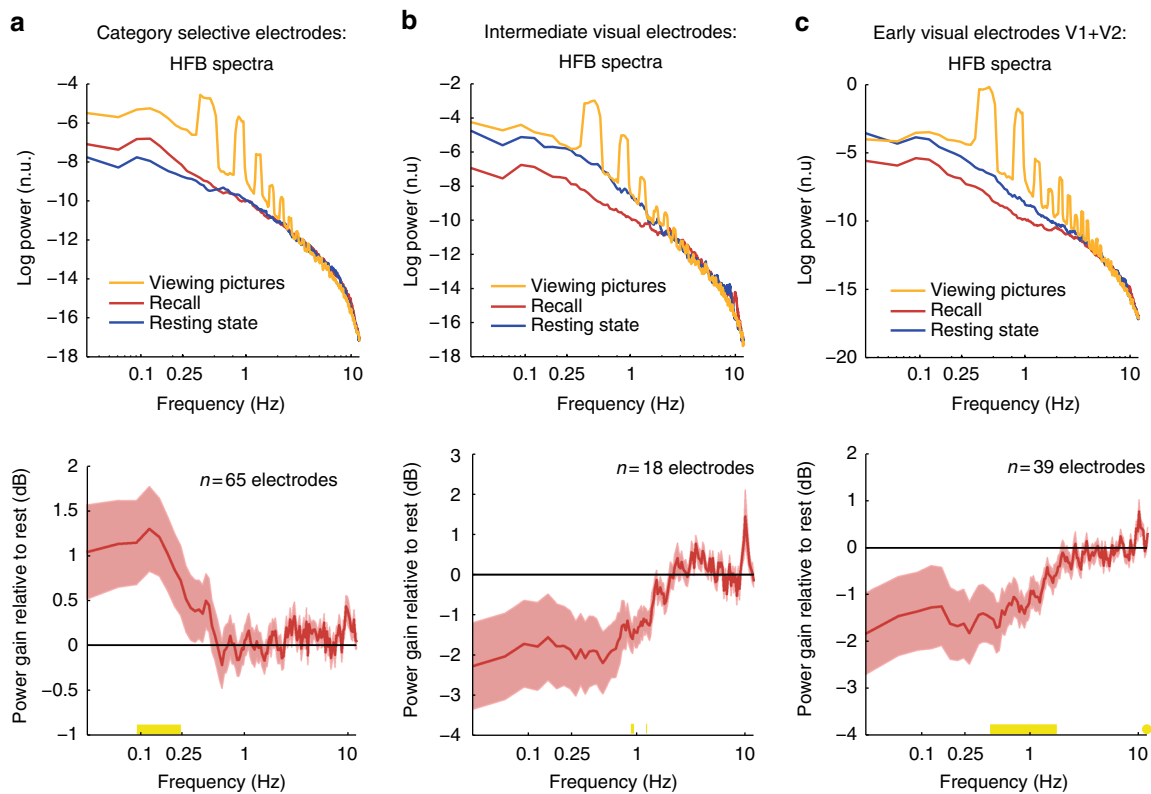 a
Category selective electrodes:
HFB spectra
−4
−6
−8
−10
−12
−14
−16
−18
Log power (n.u.)
Viewing pictures
Recall
Resting state
0.1
0.25
1
10
Frequency (Hz)
b
Intermediate visual electrodes:
HFB spectra
−2
−4
−6
−8
−10
−12
−14
−16
−18
Log power (n.u.)
Viewing pictures
Recall
Resting state
0.1
0.25
1
10
Frequency (Hz)
c
Early visual electrodes V1+V2:
HFB spectra
0
−5
−10
−15
−20
Log power (n.u)
Viewing pictures
Recall
Resting state
0.1
0.25
1
10
Frequency (Hz)
2
1.5
1
0.5
0
−0.5
−1
Power gain relative to rest (dB)
n=65 electrodes
0.1
0.25
1
10
Frequency (Hz)
3
2
1
0
−1
−2
−3
−4
Power gain relative to rest (dB)
n=18 electrodes
0.1
0.25
1
10
Frequency (Hz)
2
1
0
−1
−2
−3
−4
Power gain relative to rest (dB)
n=39 electrodes
0.1
0.25
1
10
Frequency (Hz)